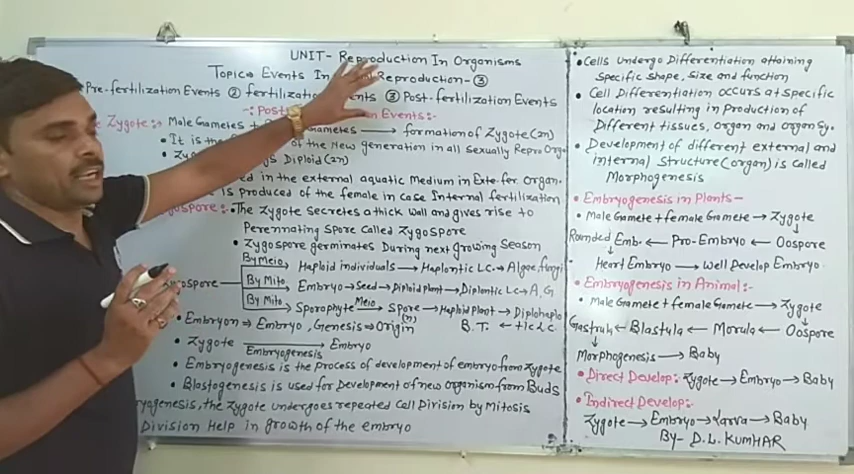 UNIT- Reproduction In Organisms
Topic⇒ Events In Reproduction-③
Pre-fertilization Events ② fertilization Events ③ Post-fertilization Events
-: Post Events:-
Zygote:→ Male Gametes + Gametes → formation of Zygote(2n)
• It is the of the New generation in all Sexually Repro Org.
• Zy Diploid(2n)
ed in the external aquatic Medium in Exte. fer Organ.
is produced of the female in case Internal fertilization
gospore:- • The Zygote Secretes a thick Wall and gives rise to
Perennating Spore Called Zygospore
• Zygospore germinates During next growing Season
By Meio → Haploid individuals → Haplontic LC → Algae, fungi
ospore By Mito → Embryo → Seed → Diploid plant → Diplontic LC → A, G
By Mito → Sporophyte Meio → Spore (n) → Haploid Plant → Diplohaplo
B.T. ← tic L.C.
• Embryon ⇒ Embryo, Genesis ⇒ Origin
• Zygote Embryogenesis → Embryo
• Embryogenesis is the process of development of embryo from zygote
• Blastogenesis is used for Development of new organism from Buds
ryogenesis, the Zygote undergoes repeated Cell Division by Mitosis
Division Help in growth of the embryo
• Cells Undergo Differentiation attaining
Specific Shape, Size and function
• Cell Differentiation Occurs at Specific
location resulting in Production of
Different tissues, Organ and Organ Sy.
• Development of different external and
internal Structure (organ) is called
Morphogenesis
• Embryogenesis in Plants-
• Male Gamete + female Gamete → Zygote
↓
Rounded Emb. ← Pro-Embryo ← Oospore
↓
Heart Embryo → Well Develop Embryo
• Embryogenesis in Animal:-
• Male Gamete + female Gamete → Zygote
↓
Gastrula ← Blastula ← Morula ← Oospore
↓
Morphogenesis → Baby
• Direct Develop: Zygote → Embryo → Baby
• Indirect Develop:-
Zygote → Embryo → Larva → Baby
By- D.L. KUMHAR